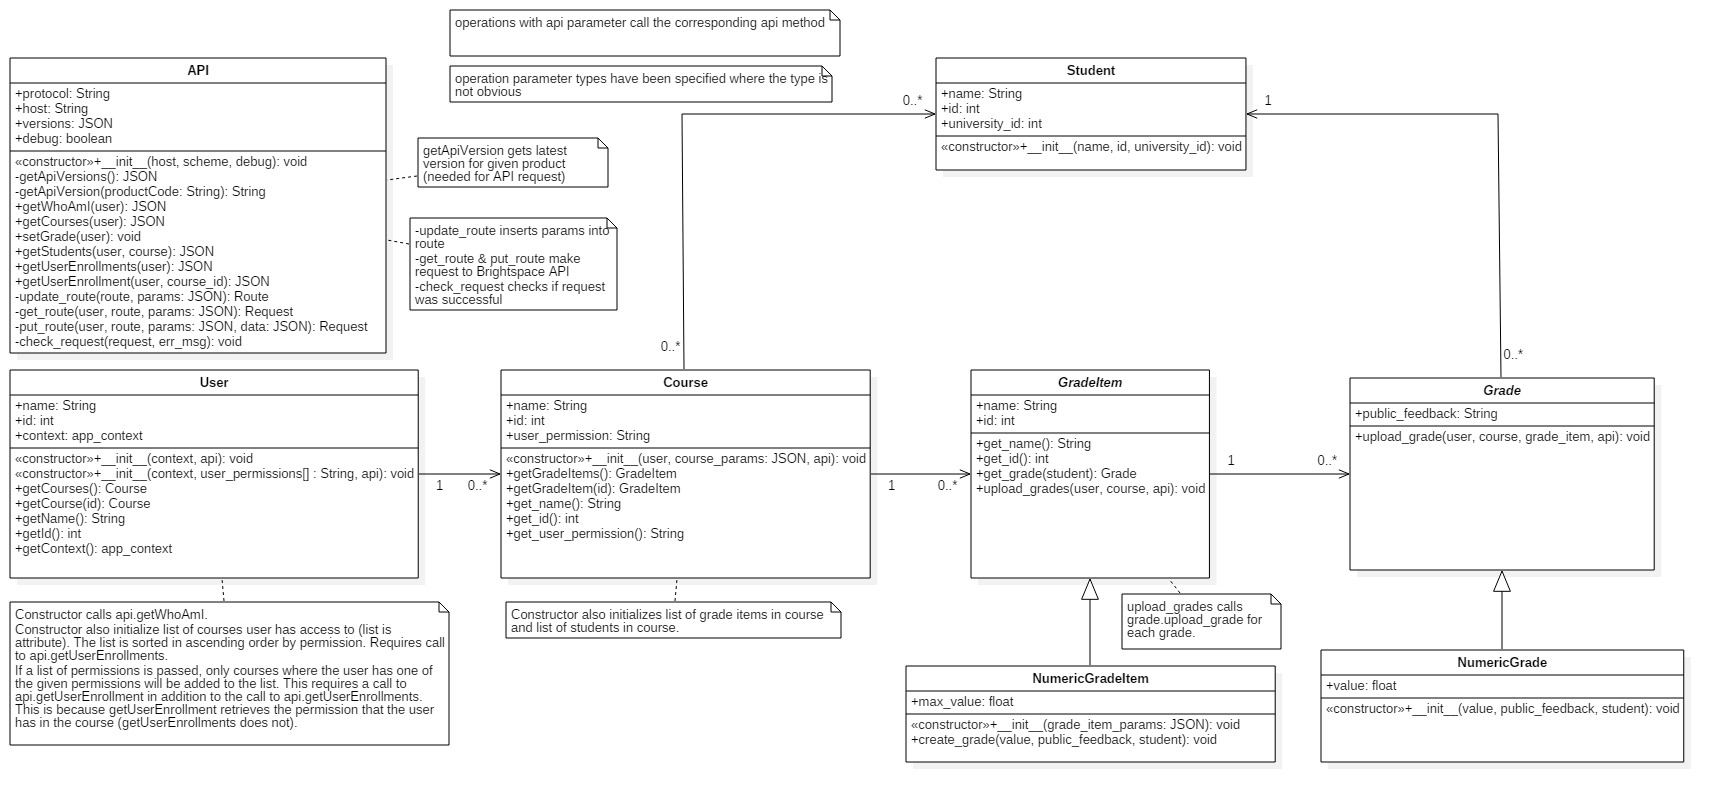 operations with api parameter call the corresponding api method
operation parameter types have been specified where the type is
not obvious
API
+protocol: String
+host: String
+versions: JSON
+debug: boolean
«constructor»+__init__(host, scheme, debug): void
-getApiVersions(): JSON
-getApiVersion(productCode: String): String
+getWhoAmI(user): JSON
+getCourses(user): JSON
+setGrade(user): void
+getStudents(user, course): JSON
+getUserEnrollments(user): JSON
+getUserEnrollment(user, course_id): JSON
-update_route(route, params: JSON): Route
-get_route(user, route, params: JSON): Request
-put_route(user, route, params: JSON, data: JSON): Request
-check_request(request, err_msg): void
getApiVersion gets latest
version for given product
(needed for API request)
-update_route inserts params into
route
-get_route & put_route make
request to Brightspace API
-check_request checks if request
was successful
Student
+name: String
+id: int
+university_id: int
«constructor»+__init__(name, id, university_id): void
0..*
1
0..*
0..*
User
+name: String
+id: int
+context: app_context
«constructor»+__init__(context, api): void
«constructor»+__init__(context, user_permissions[] : String, api): void
+getCourses(): Course
+getCourse(id): Course
+getName(): String
+getId(): int
+getContext(): app_context
1
0..*
Course
+name: String
+id: int
+user_permission: String
«constructor»+__init__(user, course_params: JSON, api): void
+getGradeItems(): GradeItem
+getGradeItem(id): GradeItem
+get_name(): String
+get_id(): int
+get_user_permission(): String
1
0..*
GradeItem
+name: String
+id: int
+get_name(): String
+get_id(): int
+get_grade(student): Grade
+upload_grades(user, course, api): void
1
0..*
Grade
+public_feedback: String
+upload_grade(user, course, grade_item, api): void
Constructor calls api.getWhoAmI.
Constructor also initialize list of courses user has access to (list is
attribute). The list is sorted in ascending order by permission. Requires call
to api.getUserEnrollments.
If a list of permissions is passed, only courses where the user has one of
the given permissions will be added to the list. This requires a call to
api.getUserEnrollment in addition to the call to api.getUserEnrollments.
This is because getUserEnrollment retrieves the permission that the user
has in the course (getUserEnrollments does not).
Constructor also initializes list of grade items in course
and list of students in course.
upload_grades calls
grade.upload_grade for
each grade.
NumericGradeItem
+max_value: float
«constructor»+__init__(grade_item_params: JSON): void
+create_grade(value, public_feedback, student): void
NumericGrade
+value: float
«constructor»+__init__(value, public_feedback, student): void